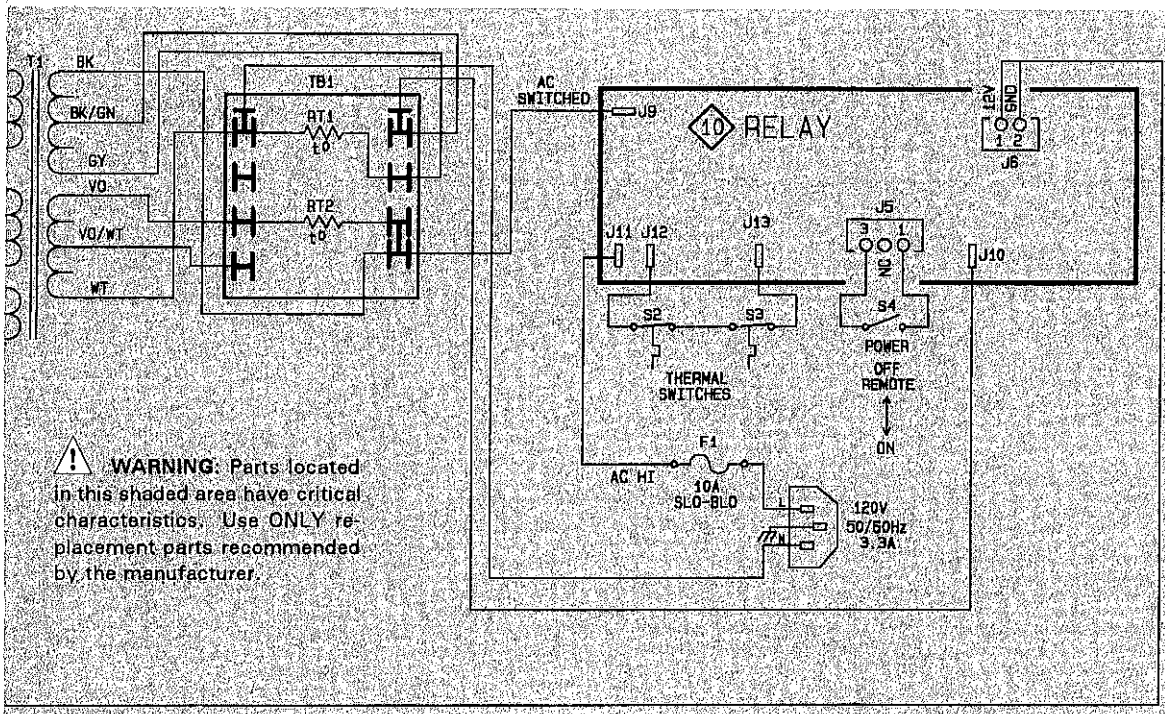 T1
BK
BK/GN
GY
VO
VO/WT
WT
TB1
RT1
t°
RT2
t°
AC
SWITCHED
J9
10 RELAY
12V
GND
1 2
J6
J5
3 1
NC
J11 J12
J13
J10
S2
S3
S4
THERMAL
SWITCHES
POWER
OFF
REMOTE
ON
F1
AC HI
10A
SLO-BLO
L
N
120V
50/60Hz
3.3A
! WARNING: Parts located
in this shaded area have critical
characteristics. Use ONLY re-
placement parts recommended
by the manufacturer.